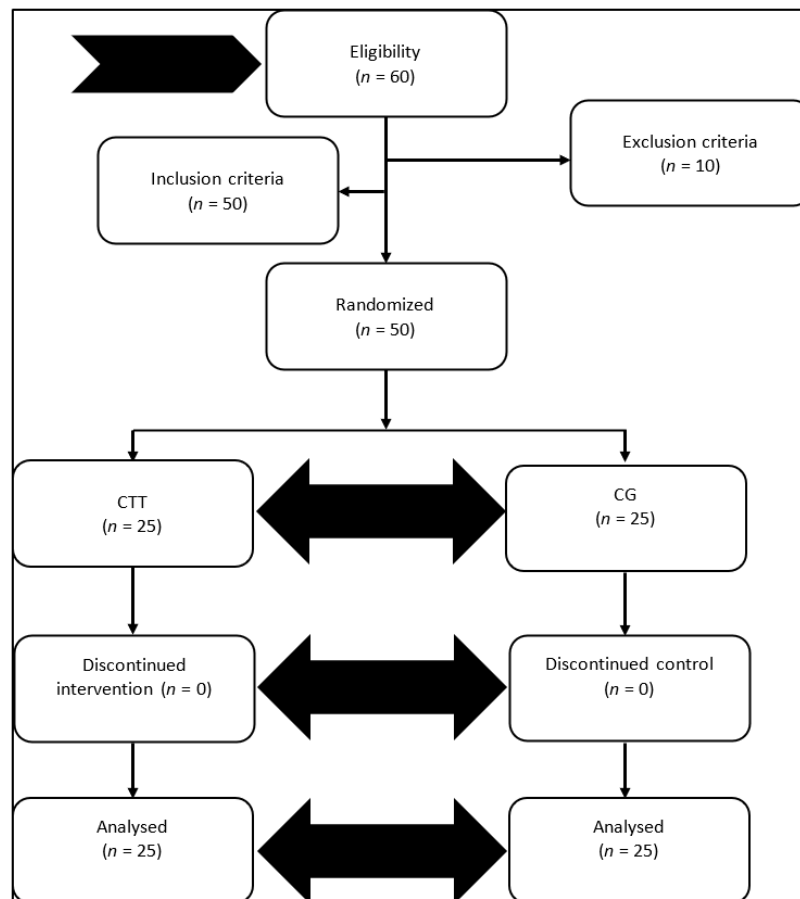 Eligibility
(n = 60)
Exclusion criteria
(n = 10)
Inclusion criteria
(n = 50)
Randomized
(n = 50)
CTT
(n = 25)
CG
(n = 25)
Discontinued
intervention (n = 0)
Discontinued control
(n = 0)
Analysed
(n = 25)
Analysed
(n = 25)